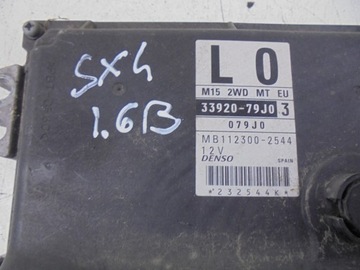 SX4
1.6B
L 0
M15 2WD MT EU
33920-79J0 3
079J0
MB112300-2544
12V
DENSO SPAIN
*232544K*